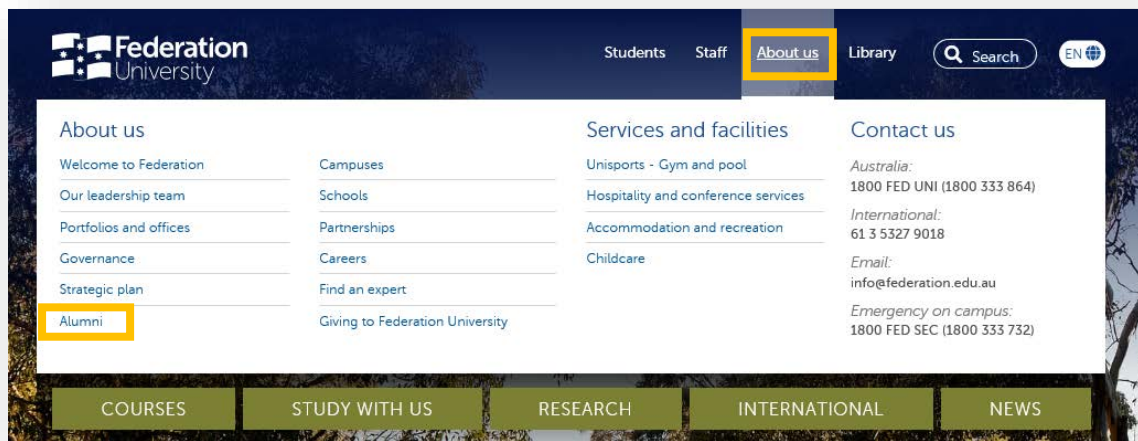 Federation
University
Students
Staff
About us
Library
Search
EN
About us
Welcome to Federation
Our leadership team
Portfolios and offices
Governance
Strategic plan
Alumni
Campuses
Schools
Partnerships
Careers
Find an expert
Giving to Federation University
Services and facilities
Unisports - Gym and pool
Hospitality and conference services
Accommodation and recreation
Childcare
Contact us
Australia:
1800 FED UNI (1800 333 864)
International:
61 3 5327 9018
Email:
info@federation.edu.au
Emergency on campus:
1800 FED SEC (1800 333 732)
COURSES
STUDY WITH US
RESEARCH
INTERNATIONAL
NEWS